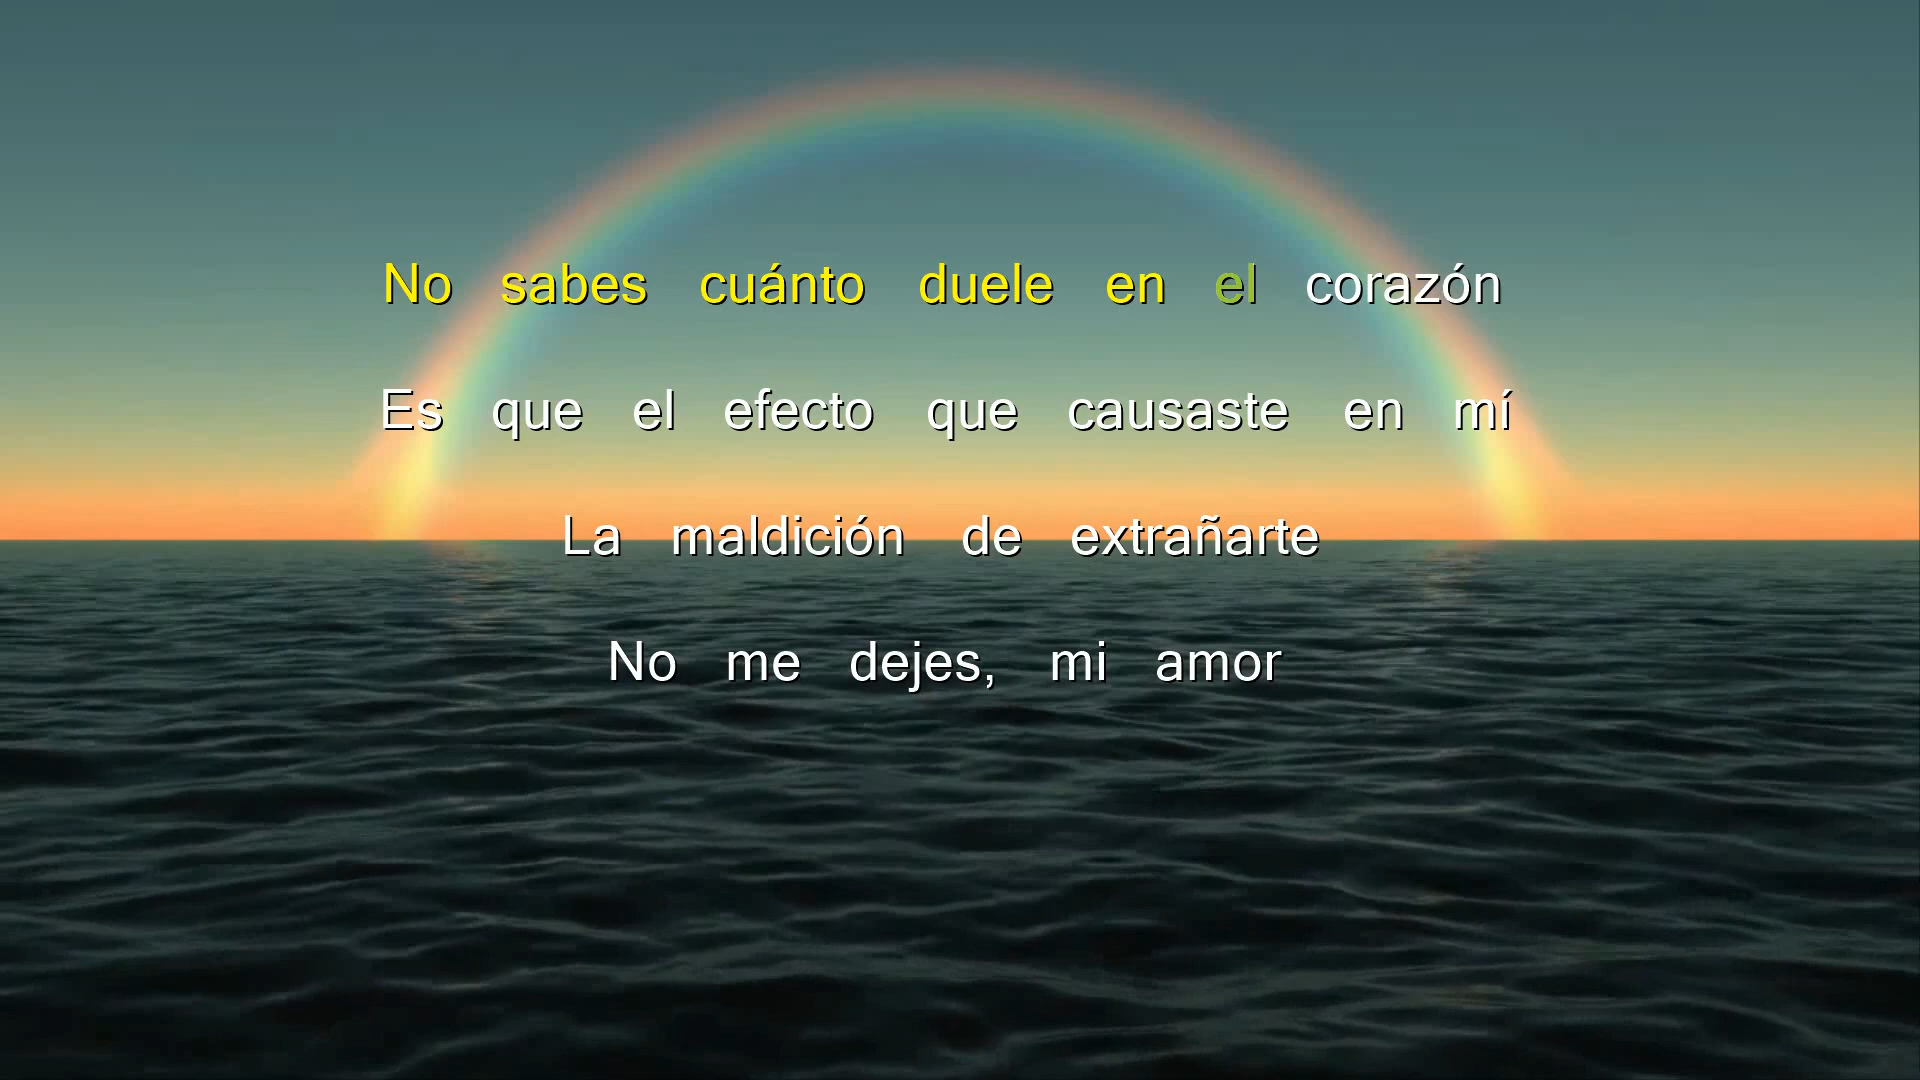 No sabes cuánto duele en el corazón
Es que el efecto que causaste en mí
La maldición de extrañarte
No me dejes, mi amor